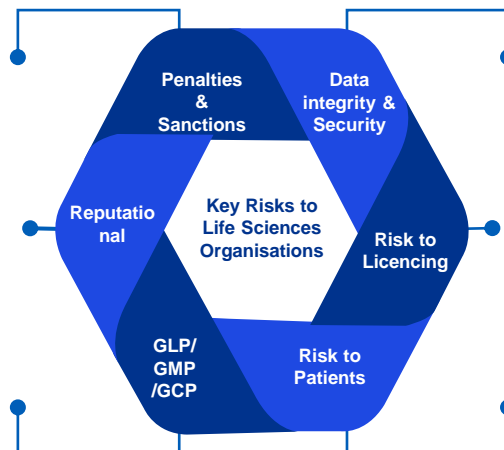 Penalties
&
Sanctions
Data
integrity &
Security
Reputatio
nal
Key Risks to
Life Sciences
Organisations
Risk to
Licencing
GLP/
GMP
/GCP
Risk to
Patients